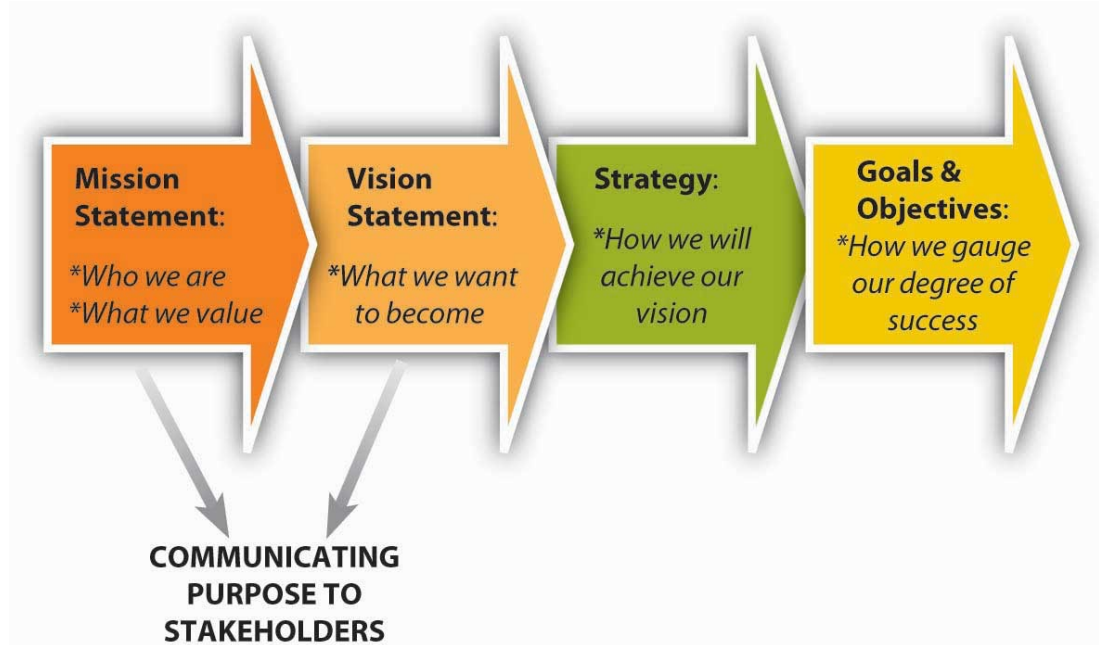 Mission
Statement:
*Who we are
*What we value
Vision
Statement:
*What we want
to become
Strategy:
*How we will
achieve our
vision
Goals &
Objectives:
*How we gauge
our degree of
success
COMMUNICATING
PURPOSE TO
STAKEHOLDERS